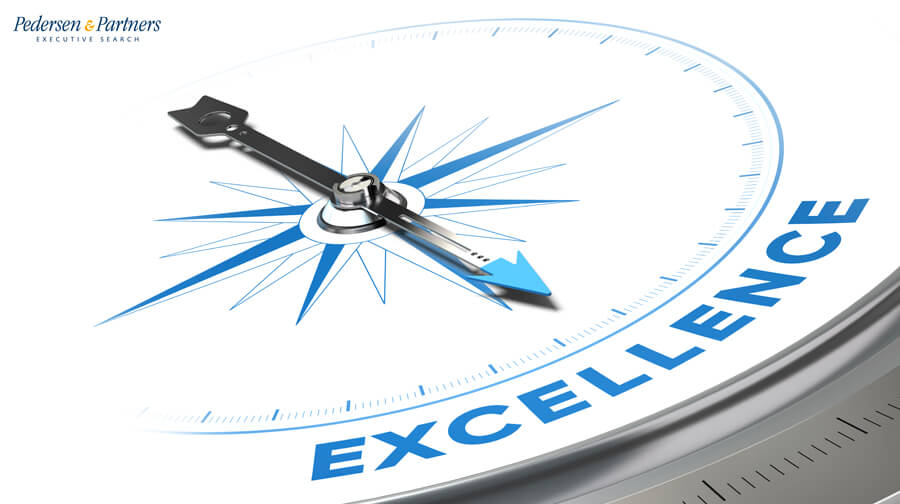 Pedersen & Partners
EXECUTIVE SEARCH
EXCELLENCE